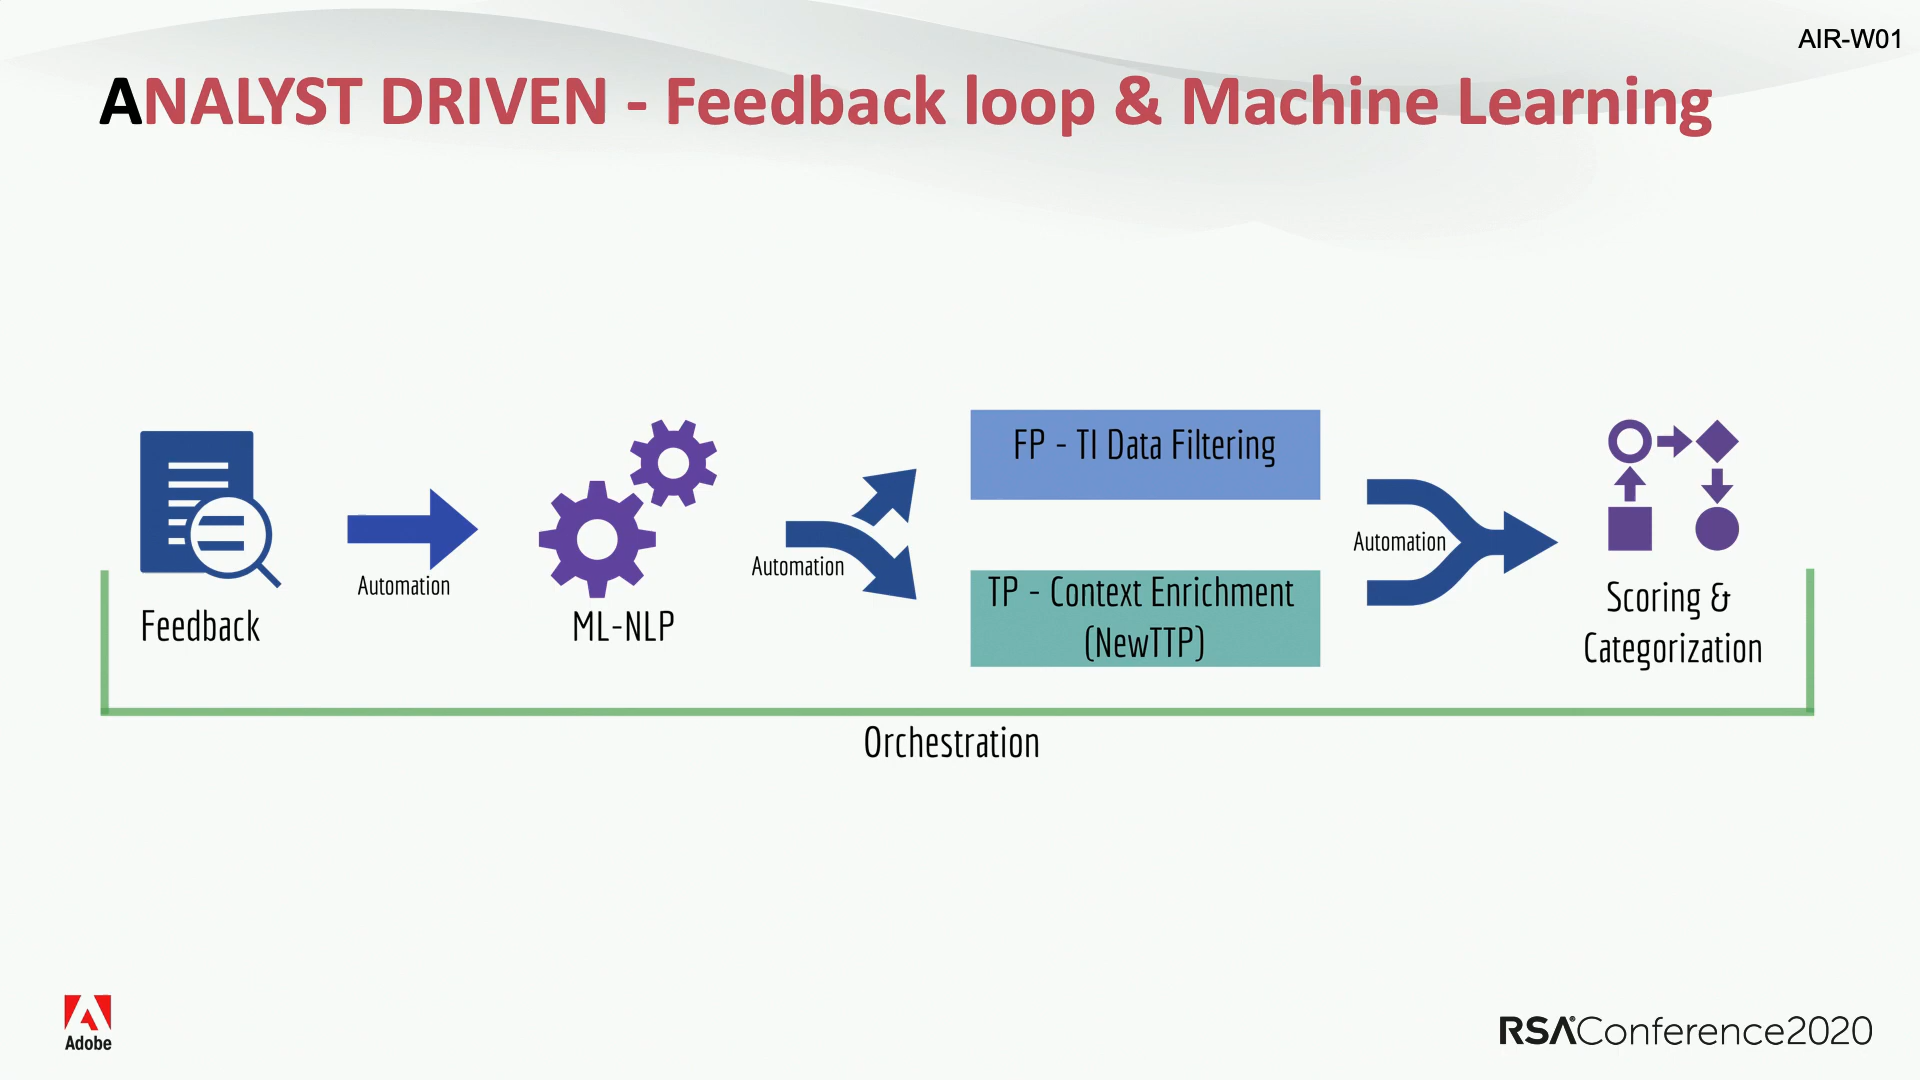 AIR-W01
ANALYST DRIVEN - Feedback loop & Machine Learning
Feedback
Automation
ML-NLP
Automation
FP - TI Data Filtering
TP - Context Enrichment
(NewTTP)
Automation
Scoring &
Categorization
Orchestration
Adobe
RSAConference2020